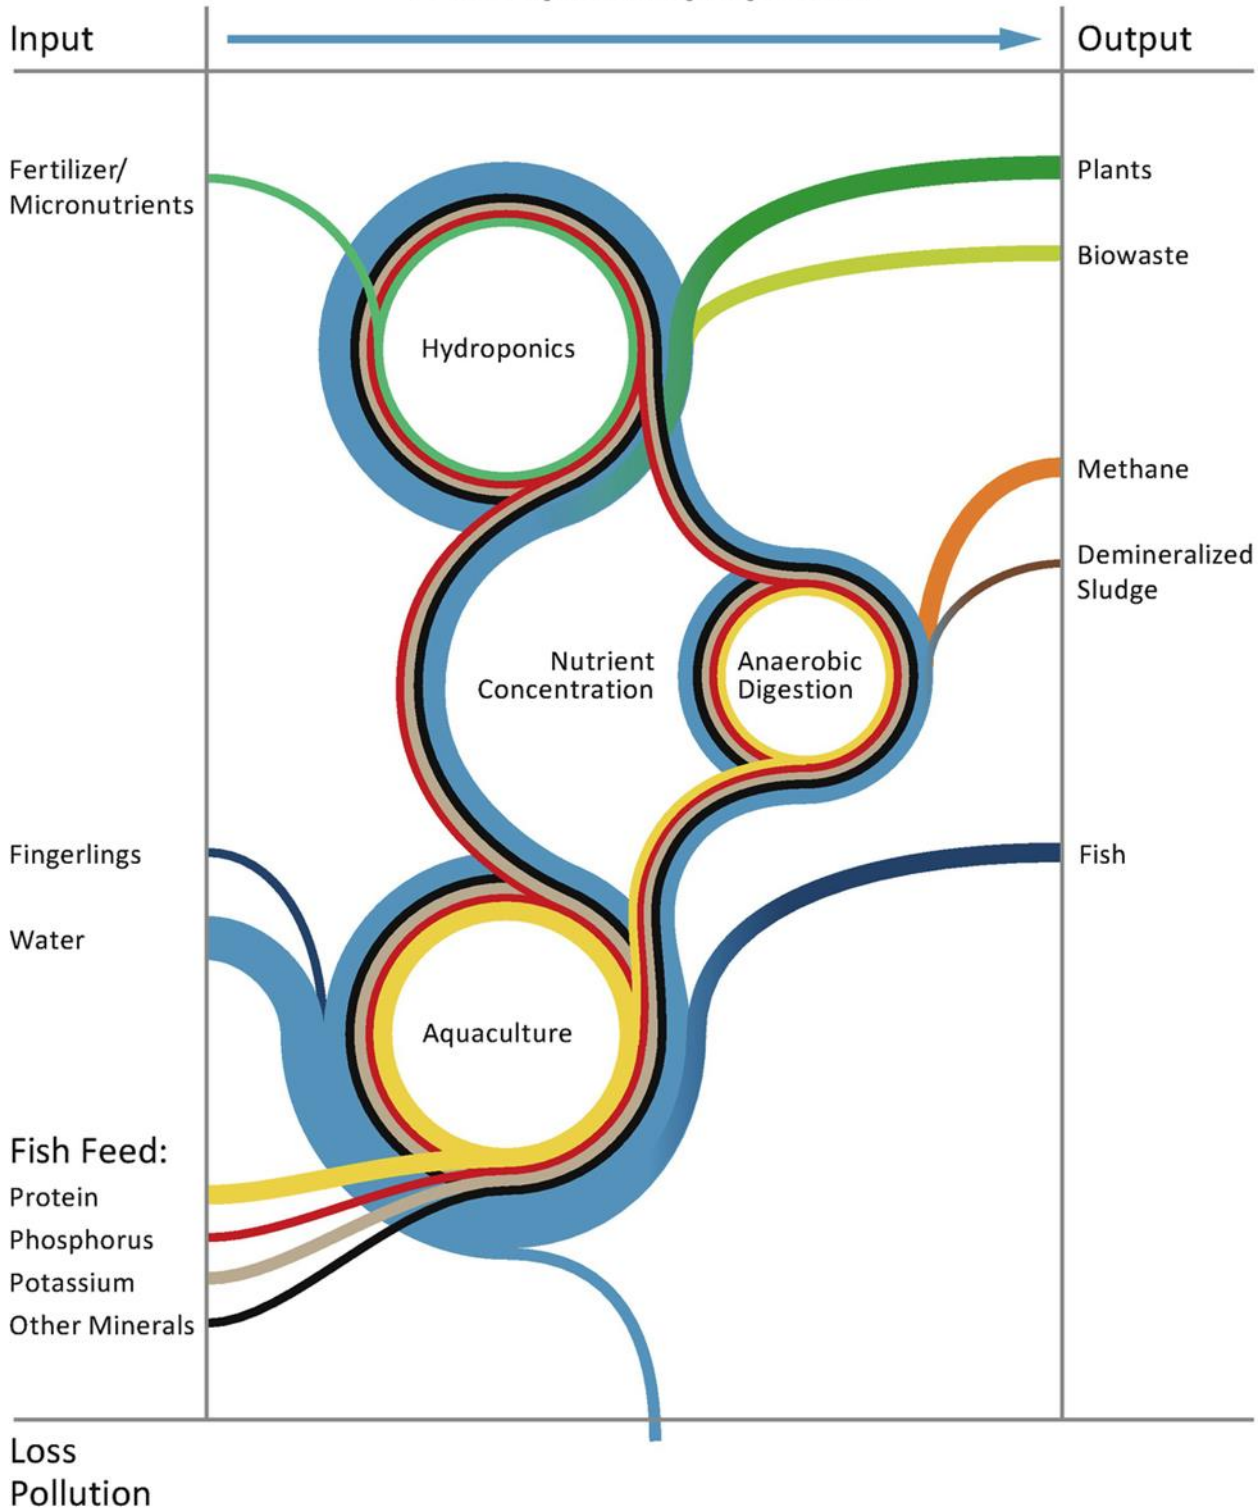 Input
Output
Fertilizer/
Micronutrients
Plants
Biowaste
Hydroponics
Methane
Demineralized
Sludge
Nutrient
Concentration
Anaerobic
Digestion
Fingerlings
Fish
Water
Aquaculture
Fish Feed:
Protein
Phosphorus
Potassium
Other Minerals
Loss
Pollution